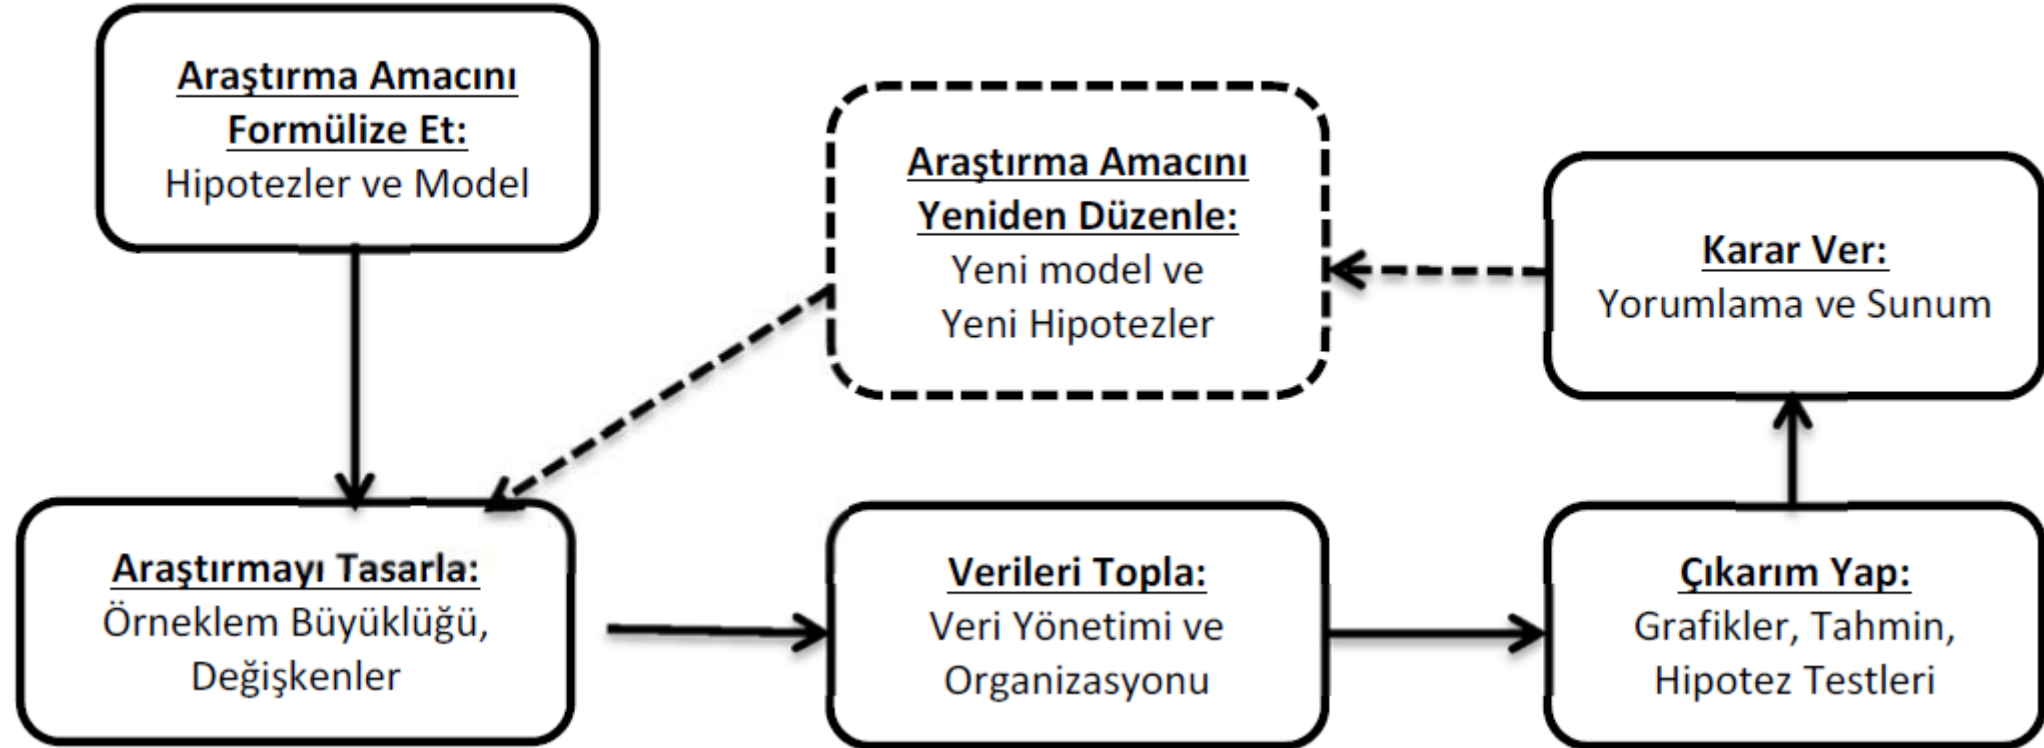 Araştırma Amacını
Formülize Et:
Hipotezler ve Model
Araştırma Amacını
Yeniden Düzenle:
Yeni model ve
Yeni Hipotezler
Karar Ver:
Yorumlama ve Sunum
Araştırmayı Tasarla:
Örneklem Büyüklüğü,
Değişkenler
Verileri Topla:
Veri Yönetimi ve
Organizasyonu
Çıkarım Yap:
Grafikler, Tahmin,
Hipotez Testleri